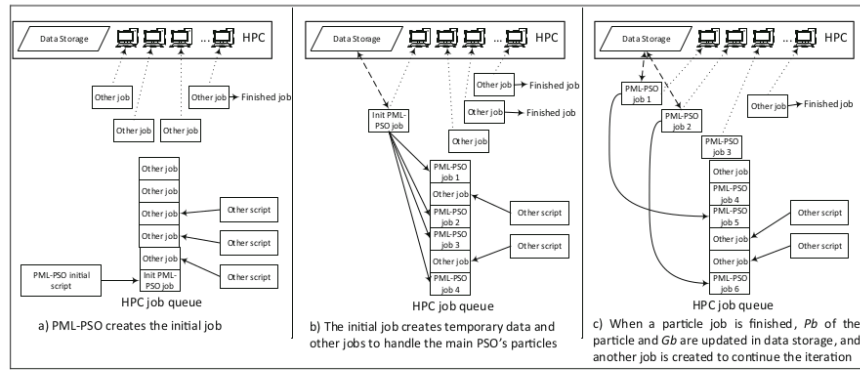 Data Storage
...
HPC
Other job
Other job
Finished job
Other job
Other job
Other job
Other job
Other job
Other job
Other job
Init PML-
PSO job
Other script
Other script
Other script
PML-PSO initial
script
HPC job queue
a) PML-PSO creates the initial job
Data Storage
...
HPC
Other job
Finished job
Other job
Finished job
Init PML-
PSO job
Other job
PML-PSO
job 1
Other job
PML-PSO
job 2
PML-PSO
job 3
Other job
PML-PSO
job 4
Other script
Other script
HPC job queue
b) The initial job creates temporary data and
other jobs to handle the main PSO's particles
Data Storage
...
HPC
PML-PSO
job 1
PML-PSO
job 2
PML-PSO
job 3
Other job
Finished job
Other job
PML-PSO
job 4
PML-PSO
job 5
Other job
Other job
PML-PSO
job 6
Other script
Other script
HPC job queue
c) When a particle job is finished, Pb of the
particle and Gb are updated in data storage, and
another job is created to continue the iteration